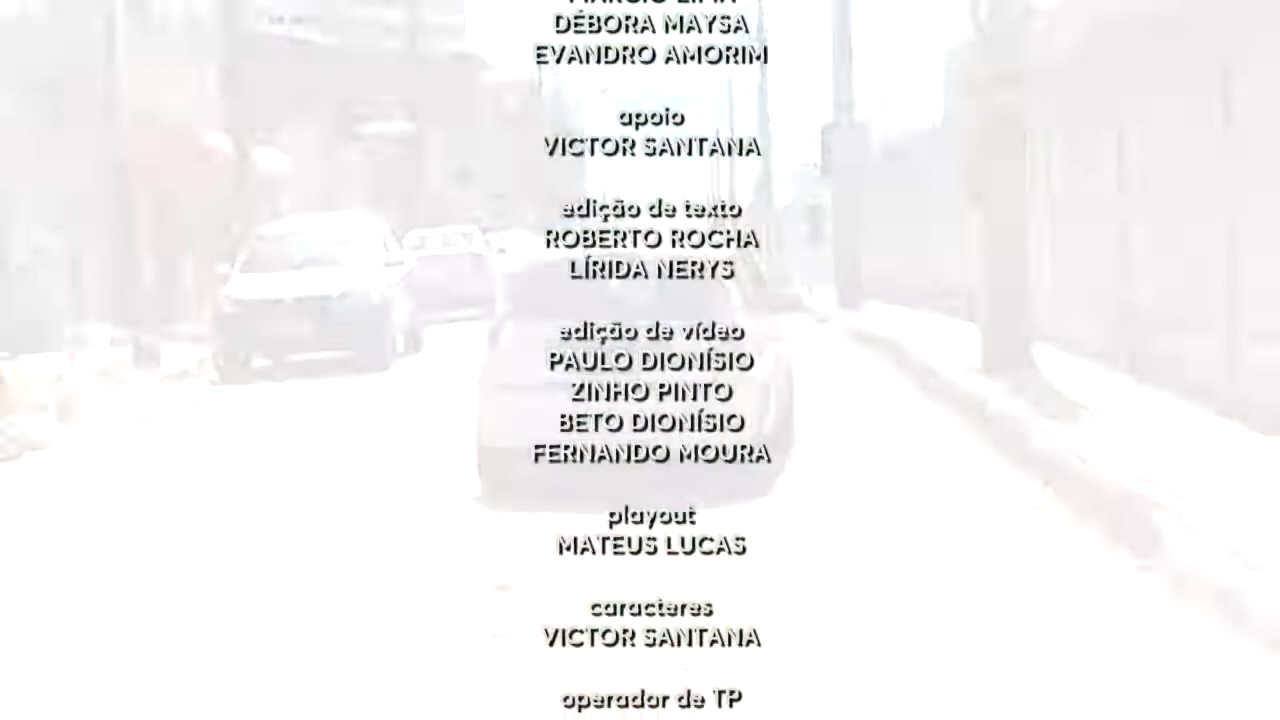 DÉBORA MAYSA
EVANDRO AMORIM
apoio
VICTOR SANTANA
edição de texto
ROBERTO ROCHA
LÍRIDA NERYS
edição de vídeo
PAULO DIONÍSIO
ZINHO PINTO
BETO DIONÍSIO
FERNANDO MOURA
playout
MATEUS LUCAS
caracteres
VICTOR SANTANA
operador de TP